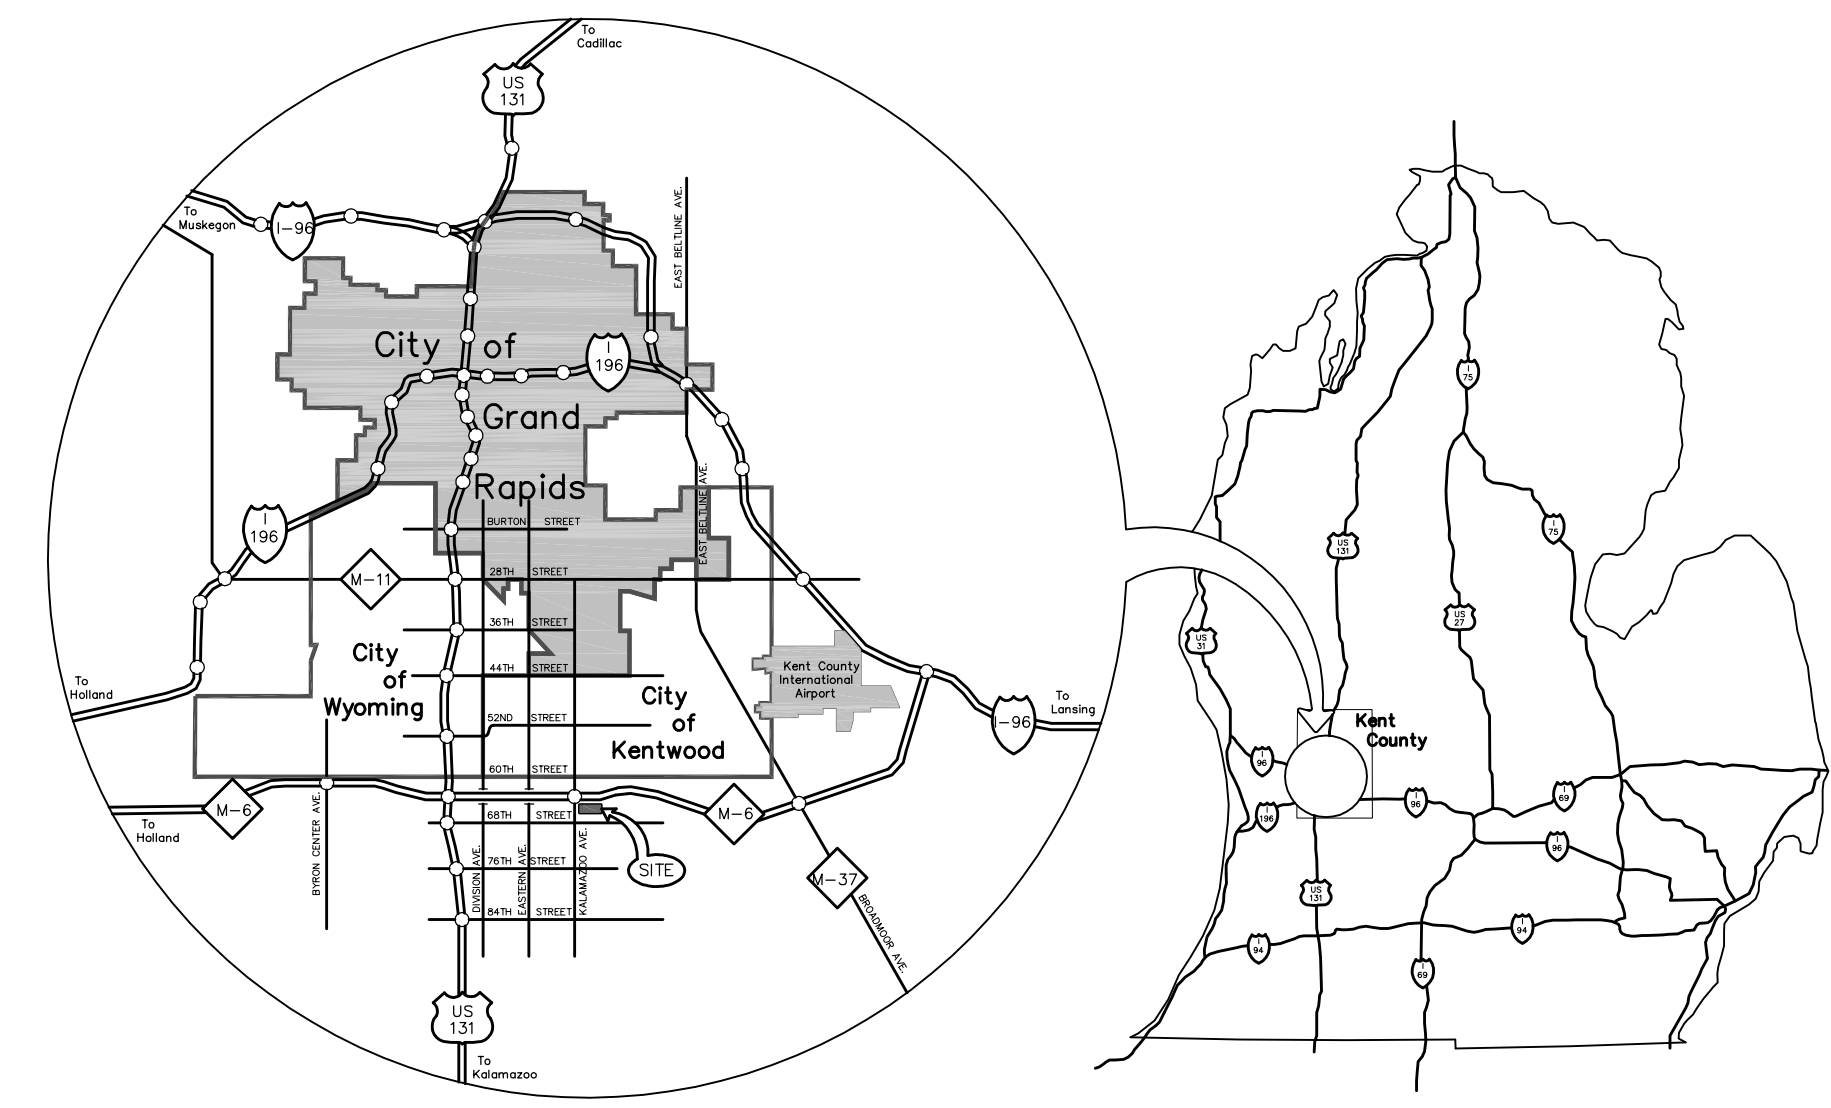 To
Cadillac
US
131
To
Muskegon
I-96
EAST BELTLINE AVE.
City of
I
196
Grand
Rapids
EAST BELTLINE AVE.
I
196
BURTON STREET
M-11
28TH STREET
36TH STREET
City
of
Wyoming
44TH STREET
Kent County
International
Airport
To
Holland
City
of
Kentwood
52ND STREET
To
Lansing
I-96
60TH STREET
M-6
To
Holland
BYRON CENTER AVE.
M-6
68TH STREET
76TH STREET
SITE
DIVISION AVE.
EASTERN AVE.
KALAMAZOO AVE.
84TH STREET
M-37
BROADMOOR AVE.
US
131
To
Kalamazoo
I
75
I
75
US
131
US
27
US
31
Kent
County
I
96
I
196
I
96
I
69
I
96
US
131
I
94
I
94
I
69